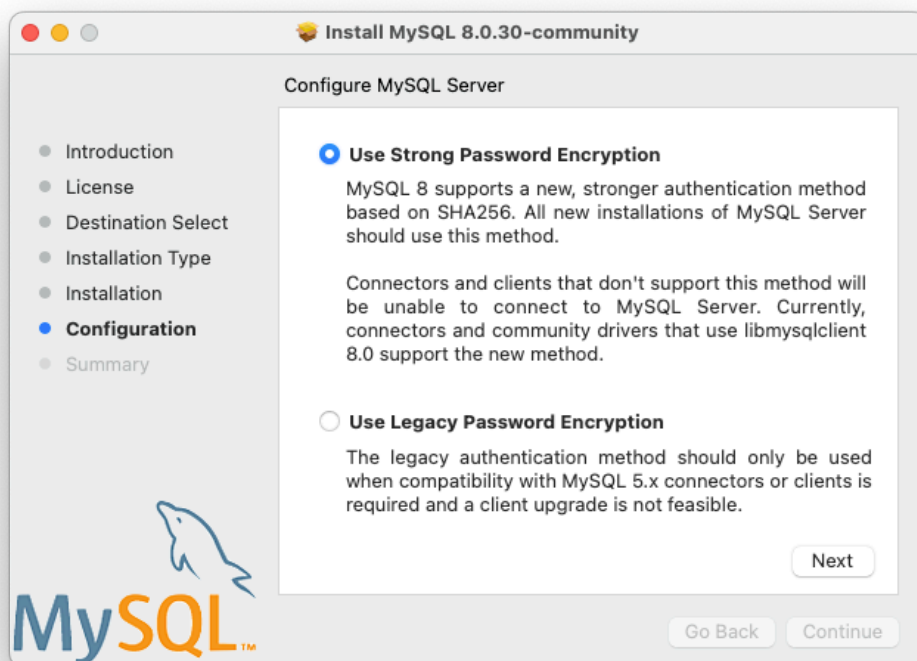 Install MySQL 8.0.30-community
Configure MySQL Server
Introduction
License
Destination Select
Installation Type
Installation
Configuration
Summary
Use Strong Password Encryption
MySQL 8 supports a new, stronger authentication method
based on SHA256. All new installations of MySQL Server
should use this method.
Connectors and clients that don't support this method will
be unable to connect to MySQL Server. Currently,
connectors and community drivers that use libmysqlclient
8.0 support the new method.
Use Legacy Password Encryption
The legacy authentication method should only be used
when compatibility with MySQL 5.x connectors or clients is
required and a client upgrade is not feasible.
Next
MySQL™
Go Back
Continue